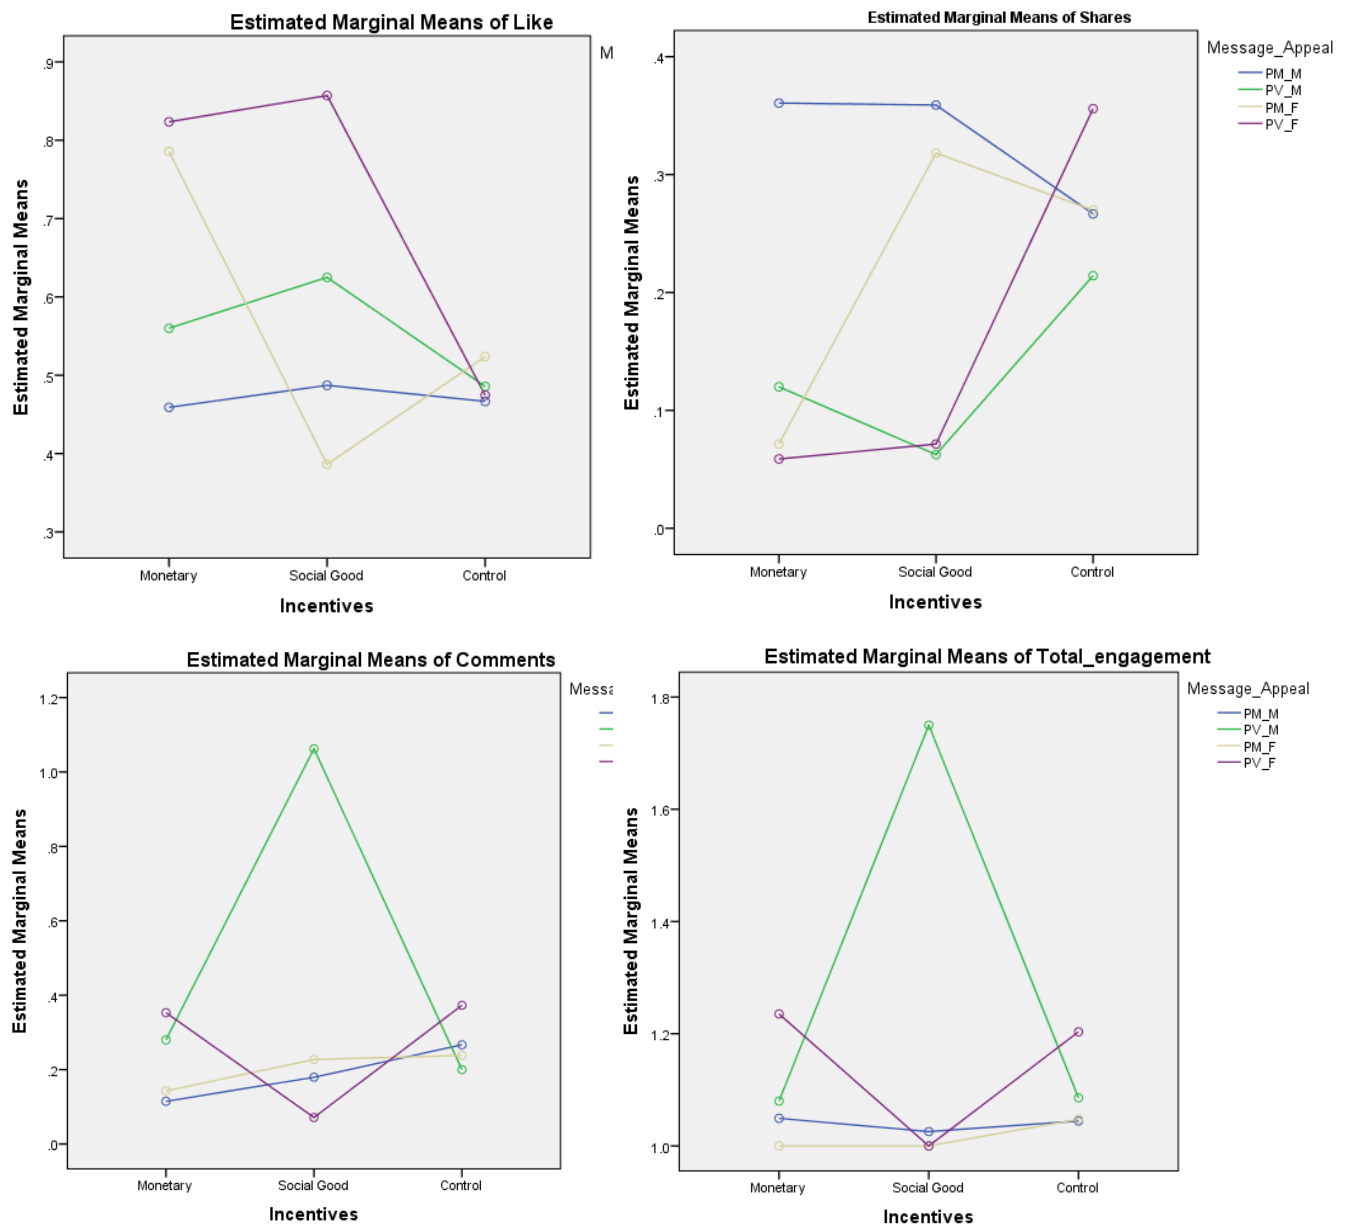 Estimated Marginal Means of Like
M
Estimated Marginal Means
.9
.8
.7
.6
.5
.4
.3
Monetary
Social Good
Control
Incentives
Estimated Marginal Means of Shares
Message_Appeal
PM_M
PV_M
PM_F
PV_F
Estimated Marginal Means
.4
.3
.2
.1
.0
Monetary
Social Good
Control
Incentives
Estimated Marginal Means of Comments
Messa
Estimated Marginal Means
1.2
1.0
.8
.6
.4
.2
.0
Monetary
Social Good
Control
Incentives
Estimated Marginal Means of Total_engagement
Message_Appeal
PM_M
PV_M
PM_F
PV_F
Estimated Marginal Means
1.8
1.6
1.4
1.2
1.0
Monetary
Social Good
Control
Incentives